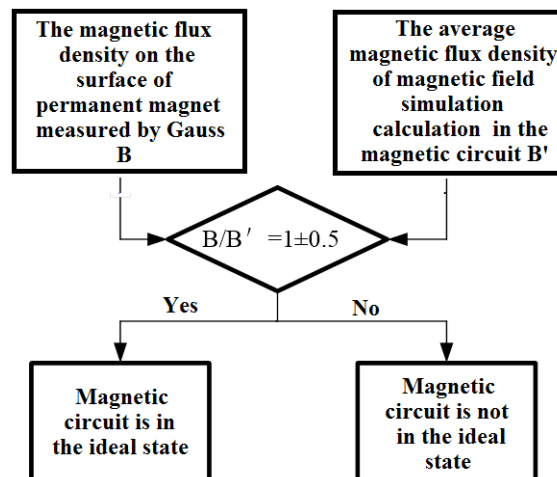 The magnetic flux
density on the
surface of
permanent magnet
measured by Gauss
B
The average
magnetic flux density
of magnetic field
simulation
calculation in the
magnetic circuit B'
B/B′ =1±0.5
Yes
No
Magnetic
circuit is in
the ideal state
Magnetic
circuit is not
in the ideal
state